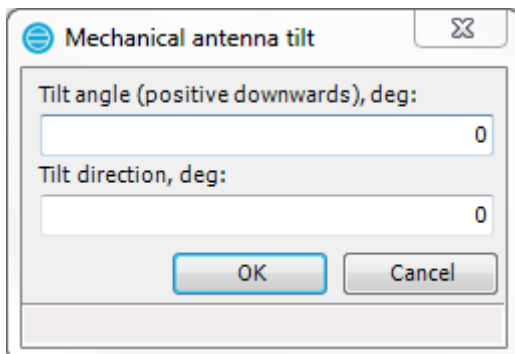 Mechanical antenna tilt
Tilt angle (positive downwards), deg:
0
Tilt direction, deg:
0
OK Cancel